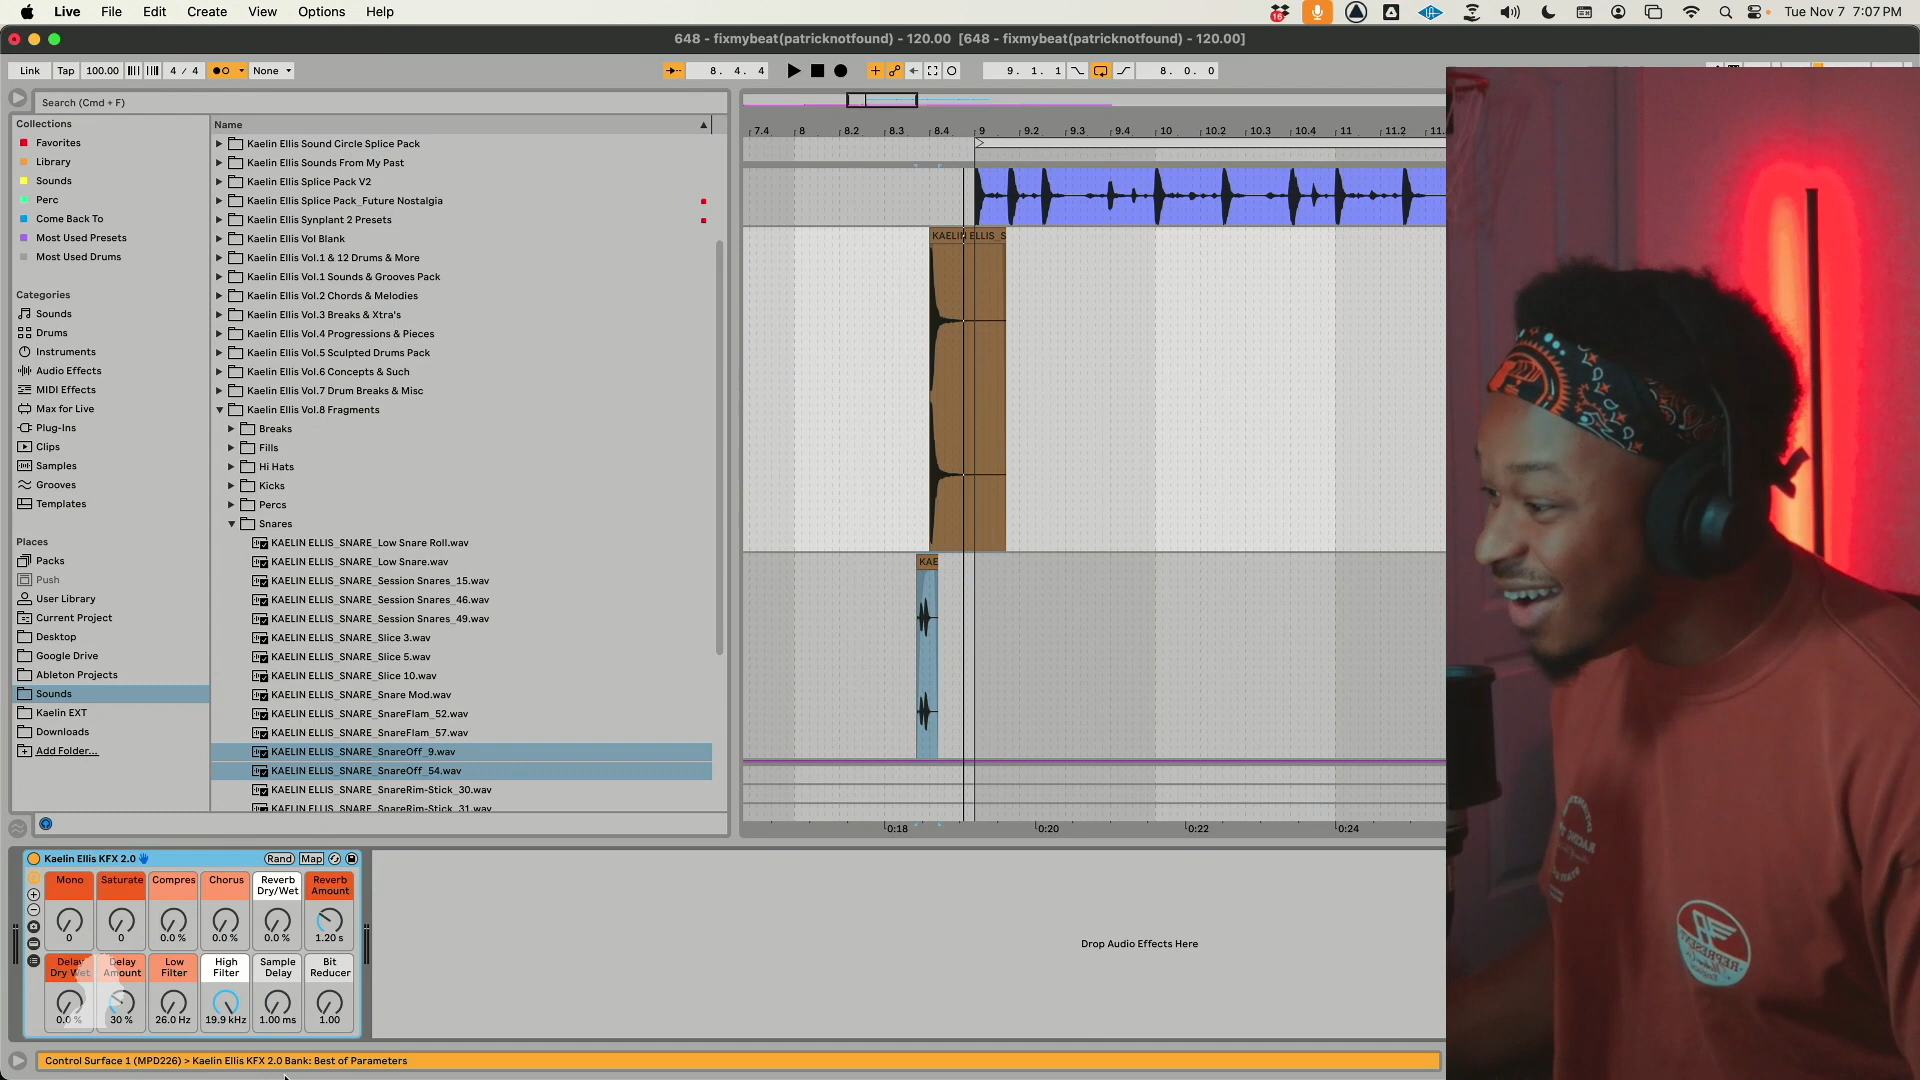 Live File Edit Create View Options Help
16
Tue Nov 7 7:07 PM
648 - fixmybeat(patricknotfound) - 120.00 [648 - fixmybeat(patricknotfound) - 120.00]
Link Tap 100.00 4 / 4 None 8. 4. 4 9. 1. 1 8. 0. 0
Search (Cmd + F)
Collections
Favorites
Library
Sounds
Perc
Come Back To
Most Used Presets
Most Used Drums
Categories
Sounds
Drums
Instruments
Audio Effects
MIDI Effects
Max for Live
Plug-Ins
Clips
Samples
Grooves
Templates
Places
Packs
Push
User Library
Current Project
Desktop
Google Drive
Ableton Projects
Sounds
Kaelin EXT
Downloads
Add Folder...
Name
Kaelin Ellis Sound Circle Splice Pack
Kaelin Ellis Sounds From My Past
Kaelin Ellis Splice Pack V2
Kaelin Ellis Splice Pack_Future Nostalgia
Kaelin Ellis Synplant 2 Presets
Kaelin Ellis Vol Blank
Kaelin Ellis Vol.1 & 12 Drums & More
Kaelin Ellis Vol.1 Sounds & Grooves Pack
Kaelin Ellis Vol.2 Chords & Melodies
Kaelin Ellis Vol.3 Breaks & Xtra's
Kaelin Ellis Vol.4 Progressions & Pieces
Kaelin Ellis Vol.5 Sculpted Drums Pack
Kaelin Ellis Vol.6 Concepts & Such
Kaelin Ellis Vol.7 Drum Breaks & Misc
Kaelin Ellis Vol.8 Fragments
Breaks
Fills
Hi Hats
Kicks
Percs
Snares
KAELIN ELLIS_SNARE_Low Snare Roll.wav
KAELIN ELLIS_SNARE_Low Snare.wav
KAELIN ELLIS_SNARE_Session Snares_15.wav
KAELIN ELLIS_SNARE_Session Snares_46.wav
KAELIN ELLIS_SNARE_Session Snares_49.wav
KAELIN ELLIS_SNARE_Slice 3.wav
KAELIN ELLIS_SNARE_Slice 5.wav
KAELIN ELLIS_SNARE_Slice 10.wav
KAELIN ELLIS_SNARE_Snare Mod.wav
KAELIN ELLIS_SNARE_SnareFlam_52.wav
KAELIN ELLIS_SNARE_SnareFlam_57.wav
KAELIN ELLIS_SNARE_SnareOff_9.wav
KAELIN ELLIS_SNARE_SnareOff_54.wav
KAELIN ELLIS_SNARE_SnareRim-Stick_30.wav
KAELIN ELLIS_SNARE_SnareRim-Stick_31.wav
7.4 8 8.2 8.3 8.4 9 9.2 9.3 9.4 10 10.2 10.3 10.4 11 11.2 11.
KAELIN ELLIS_S
KAE
0:18 0:20 0:22 0:24
Kaelin Ellis KFX 2.0 Rand Map
Mono Saturate Compres Chorus Reverb Dry/Wet Reverb Amount
0 0 0.0 % 0.0 % 0.0 % 1.20 s
Delay Dry Wet Delay Amount Low Filter High Filter Sample Delay Bit Reducer
0.0 % 30 % 26.0 Hz 19.9 kHz 1.00 ms 1.00
Drop Audio Effects Here
Control Surface 1 (MPD226) > Kaelin Ellis KFX 2.0 Bank: Best of Parameters